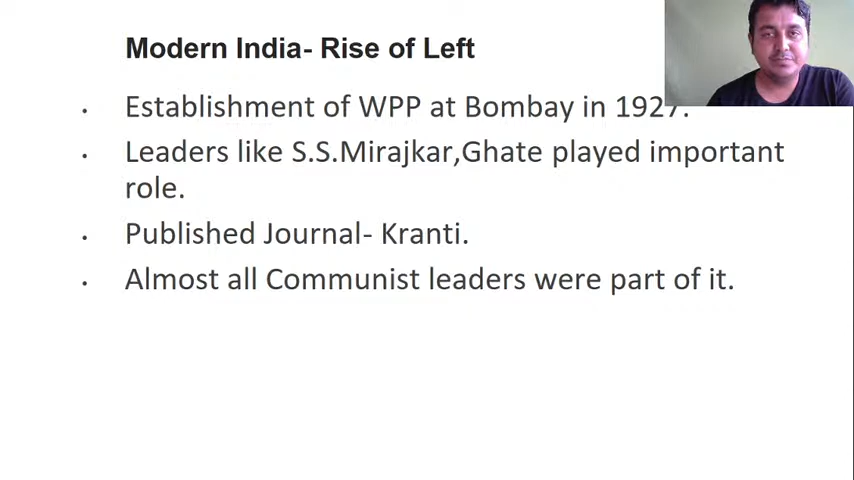 Modern India- Rise of Left
• Establishment of WPP at Bombay in 1927.
• Leaders like S.S.Mirajkar,Ghate played important
role.
• Published Journal- Kranti.
• Almost all Communist leaders were part of it.